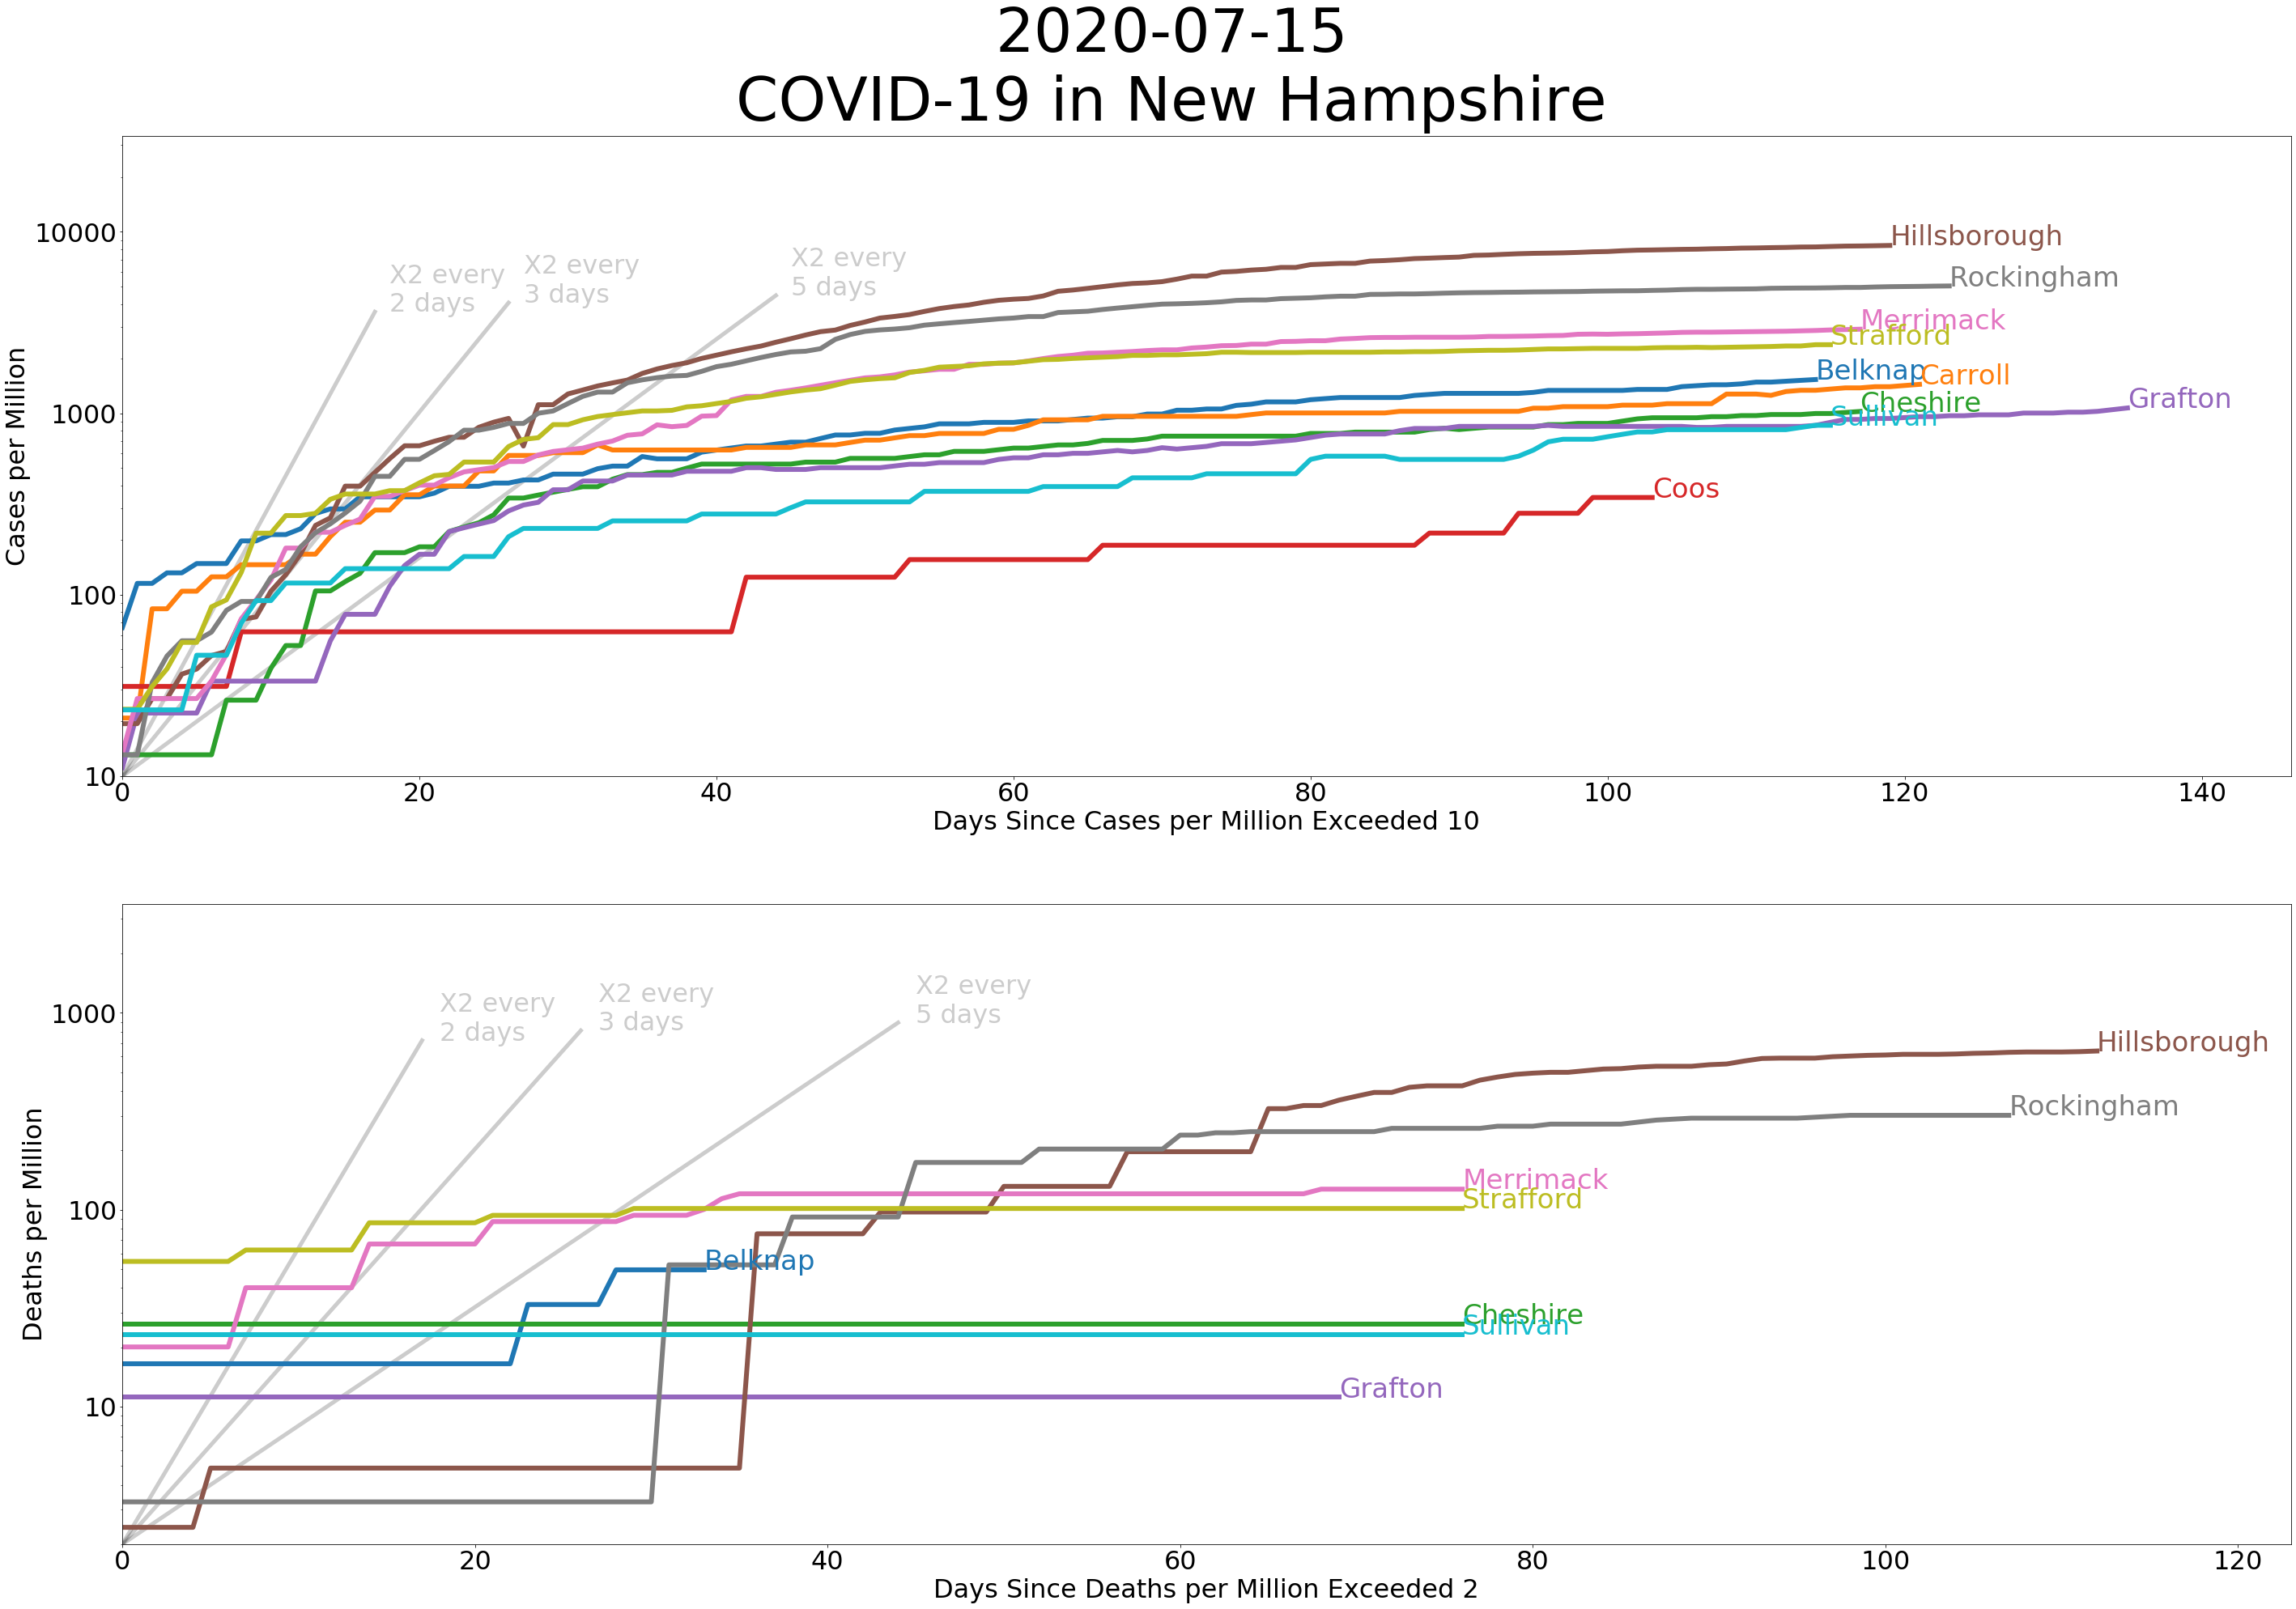 2020-07-15
COVID-19 in New Hampshire
Cases per Million
10000
1000
100
10
X2 every
2 days
X2 every
3 days
X2 every
5 days
Hillsborough
Rockingham
Merrimack
Strafford
Belknap
Carroll
Grafton
Cheshire
Sullivan
Coos
0 20 40 60 80 100 120 140
Days Since Cases per Million Exceeded 10
Deaths per Million
1000
100
10
X2 every
2 days
X2 every
3 days
X2 every
5 days
Hillsborough
Rockingham
Merrimack
Strafford
Belknap
Cheshire
Sullivan
Grafton
0 20 40 60 80 100 120
Days Since Deaths per Million Exceeded 2